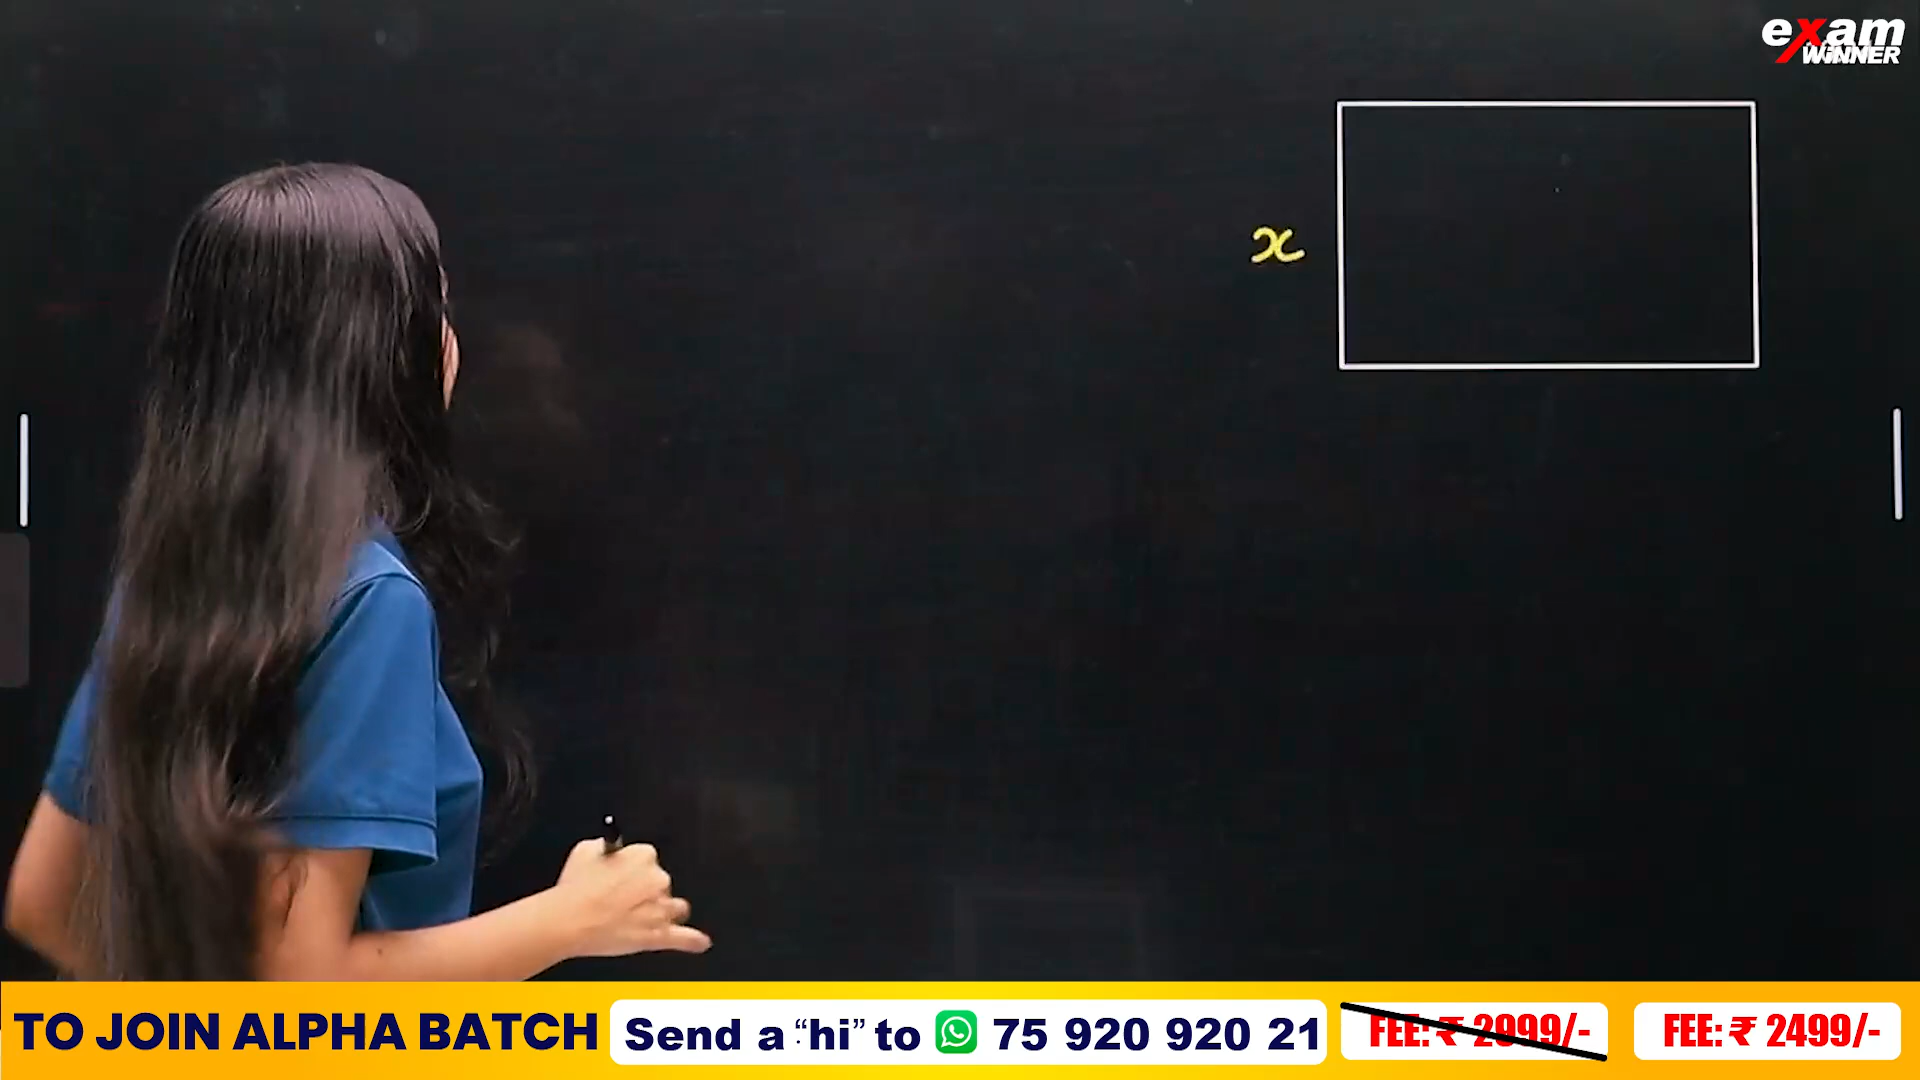 exam
WiNNER
x
TO JOIN ALPHA BATCH
Send a “hi” to 75 920 920 21
FEE: ₹ 2999/-
FEE: ₹ 2499/-